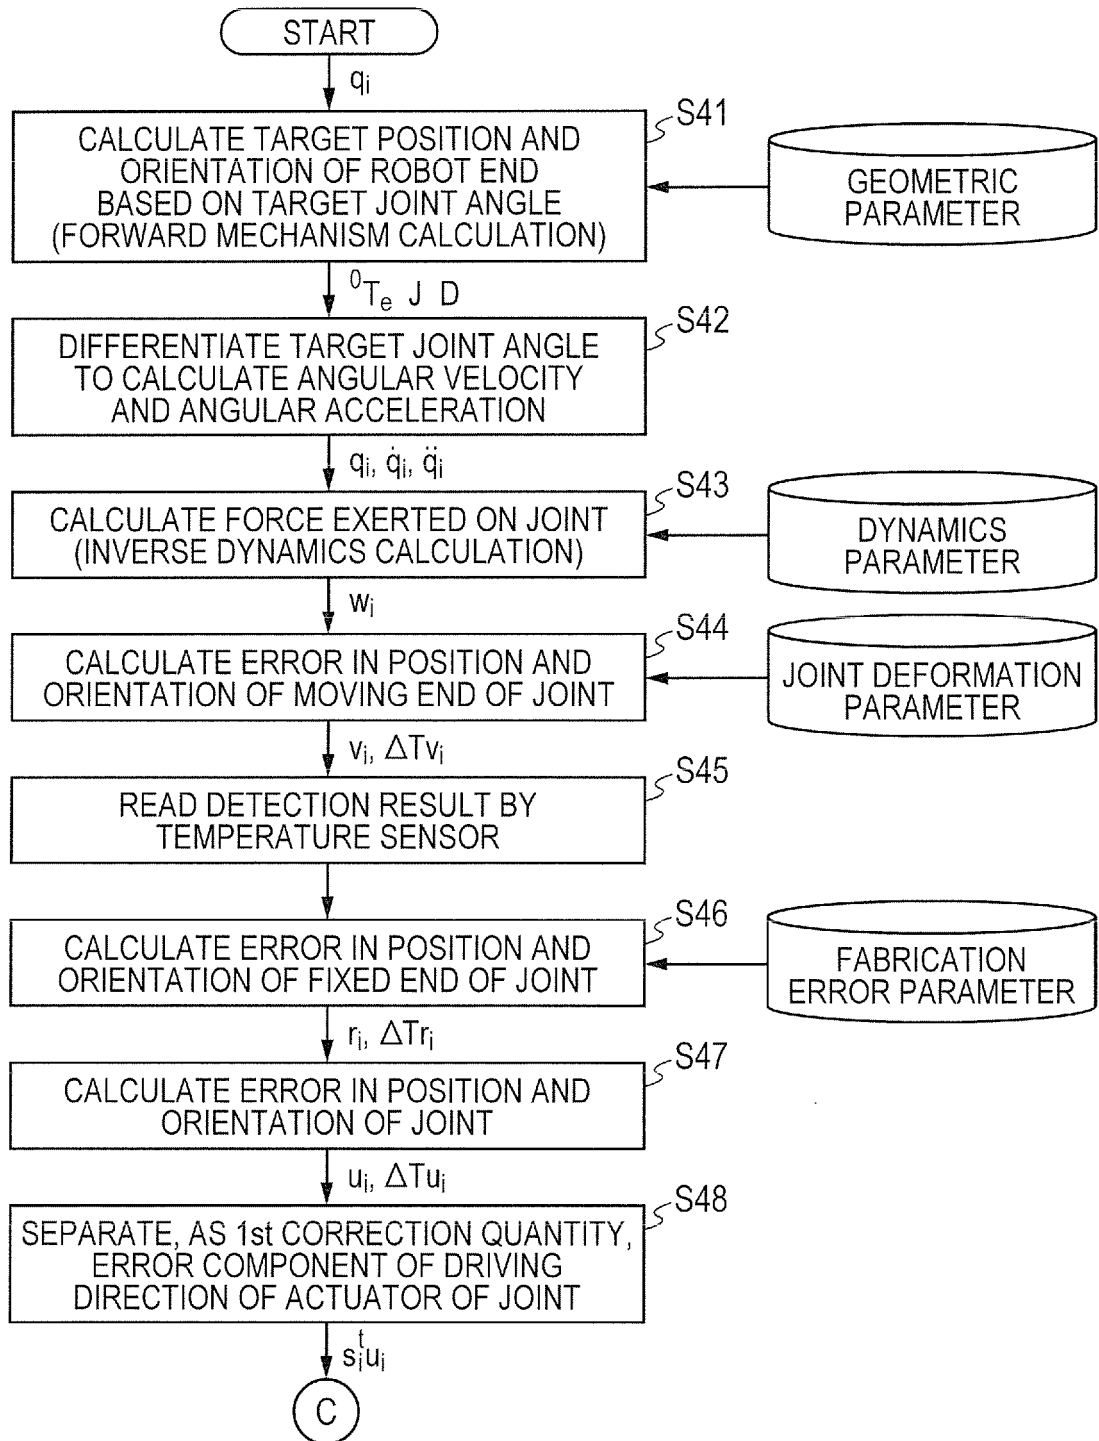 START
qi
S41
CALCULATE TARGET POSITION AND
ORIENTATION OF ROBOT END
BASED ON TARGET JOINT ANGLE
(FORWARD MECHANISM CALCULATION)
GEOMETRIC
PARAMETER
⁰Te J D
S42
DIFFERENTIATE TARGET JOINT ANGLE
TO CALCULATE ANGULAR VELOCITY
AND ANGULAR ACCELERATION
qi, q̇i, q̈i
S43
CALCULATE FORCE EXERTED ON JOINT
(INVERSE DYNAMICS CALCULATION)
DYNAMICS
PARAMETER
wi
S44
CALCULATE ERROR IN POSITION AND
ORIENTATION OF MOVING END OF JOINT
JOINT DEFORMATION
PARAMETER
vi, ΔTvi
S45
READ DETECTION RESULT BY
TEMPERATURE SENSOR
S46
CALCULATE ERROR IN POSITION AND
ORIENTATION OF FIXED END OF JOINT
FABRICATION
ERROR PARAMETER
ri, ΔTri
S47
CALCULATE ERROR IN POSITION AND
ORIENTATION OF JOINT
ui, ΔTui
S48
SEPARATE, AS 1st CORRECTION QUANTITY,
ERROR COMPONENT OF DRIVING
DIRECTION OF ACTUATOR OF JOINT
siᵗui
C